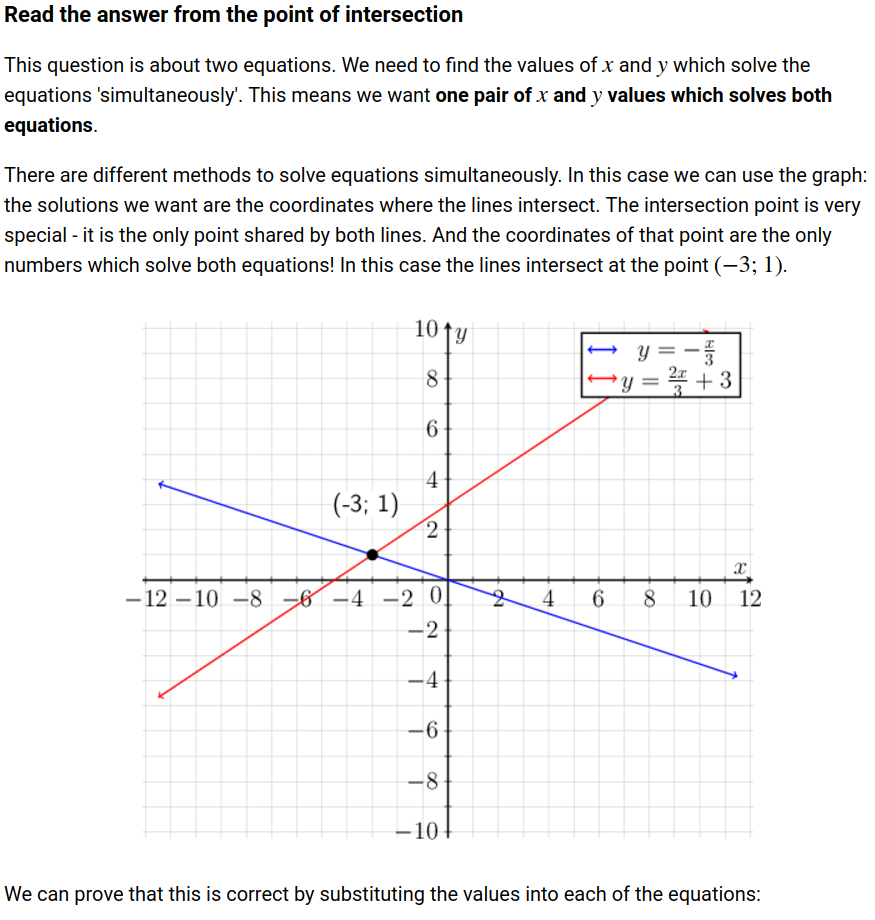 Read the answer from the point of intersection
This question is about two equations. We need to find the values of x and y which solve the
equations 'simultaneously'. This means we want one pair of x and y values which solves both
equations.
There are different methods to solve equations simultaneously. In this case we can use the graph:
the solutions we want are the coordinates where the lines intersect. The intersection point is very
special - it is the only point shared by both lines. And the coordinates of that point are the only
numbers which solve both equations! In this case the lines intersect at the point (−3; 1).
10 y
y = −x/3
8
y = 2x/3 + 3
6
4
(-3; 1)
2
x
−12 −10 −8 −6 −4 −2 0 2 4 6 8 10 12
−2
−4
−6
−8
−10
We can prove that this is correct by substituting the values into each of the equations: